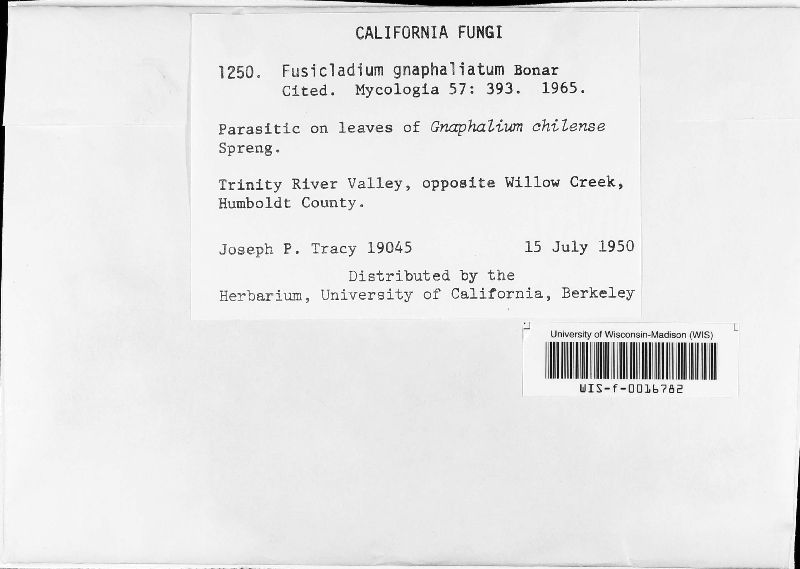 CALIFORNIA FUNGI
1250. Fusicladium gnaphaliatum Bonar
Cited. Mycologia 57: 393. 1965.
Parasitic on leaves of Gnaphalium chilense
Spreng.
Trinity River Valley, opposite Willow Creek,
Humboldt County.
Joseph P. Tracy 19045 15 July 1950
Distributed by the
Herbarium, University of California, Berkeley
University of Wisconsin-Madison (WIS)
WIS-f-0016782